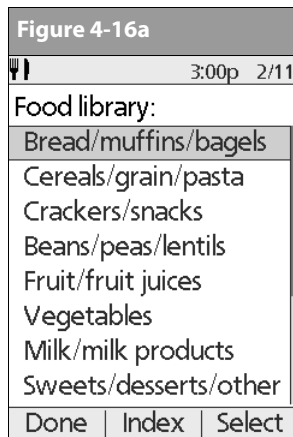 Figure 4-16a
3:00p 2/11
Food library:
Bread/muffins/bagels
Cereals/grain/pasta
Crackers/snacks
Beans/peas/lentils
Fruit/fruit juices
Vegetables
Milk/milk products
Sweets/desserts/other
Done | Index | Select